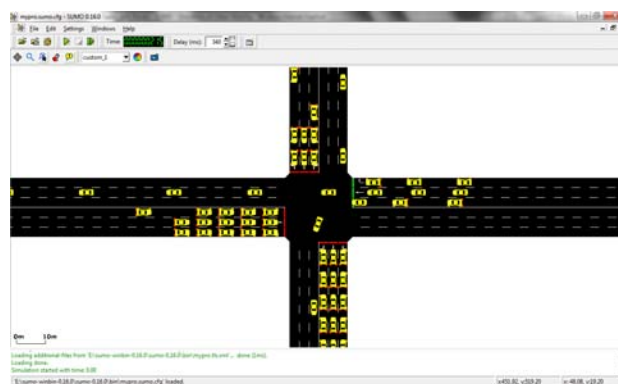 mypro.sumo.cfg - SUMO 0.16.0
File Edit Settings Windows Help
Time: Delay (ms): 340
custom_1
0m 10m
Loading additional files from 'E:\sumo-winbin-0.16.0\sumo-0.16.0\bin\mypro.tls.xml' ... done (1ms).
Loading done.
Simulation started with time: 0.00
'E:\sumo-winbin-0.16.0\sumo-0.16.0\bin\mypro.sumo.cfg' loaded.